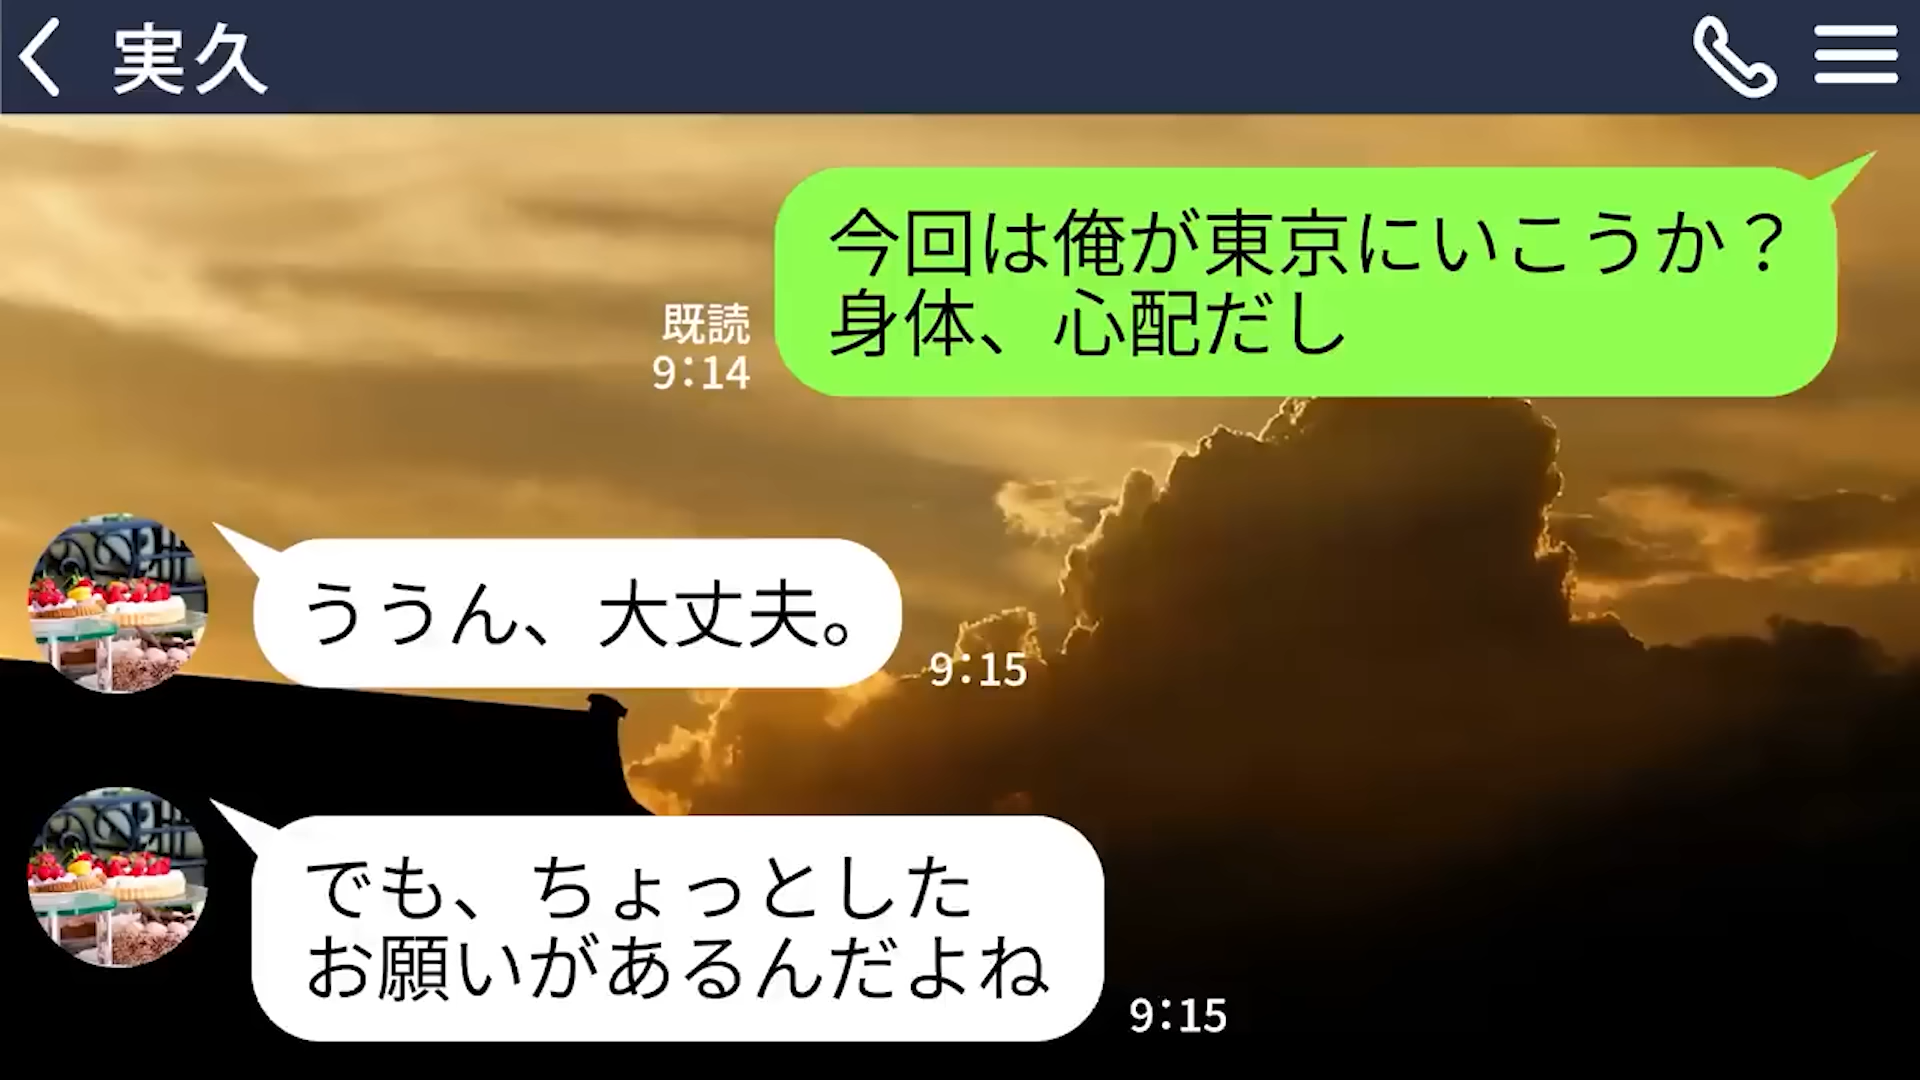 実久
今回は俺が東京にいこうか？
身体、心配だし
既読
9:14
ううん、大丈夫。
9:15
でも、ちょっとした
お願いがあるんだよね
9:15